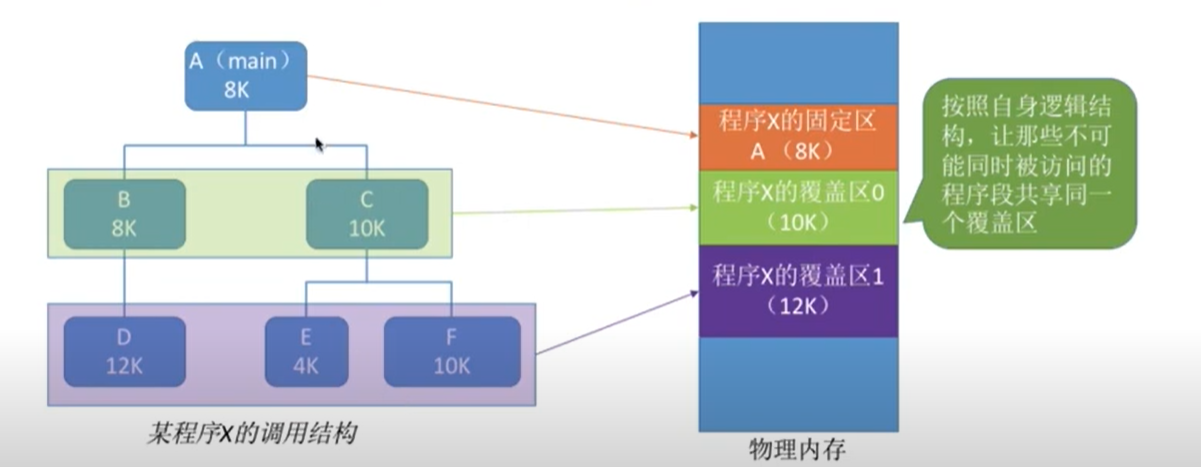 A（main）
8K
B
8K
C
10K
D
12K
E
4K
F
10K
某程序X的调用结构
程序X的固定区
A （8K）
程序X的覆盖区0
（10K）
程序X的覆盖区1
（12K）
物理内存
按照自身逻辑结
构，让那些不可
能同时被访问的
程序段共享同一
个覆盖区